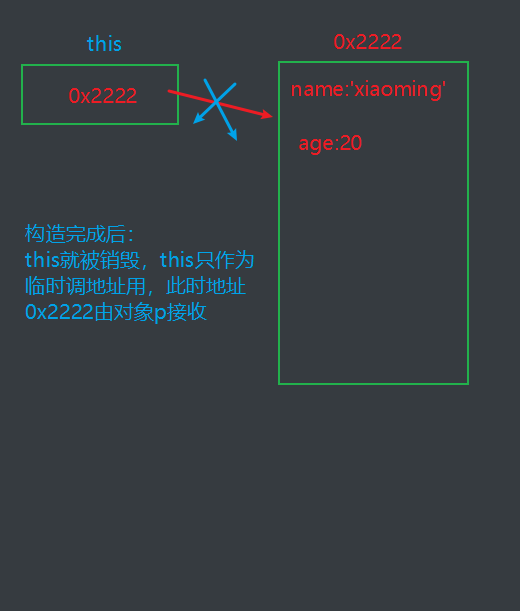 this
0x2222
0x2222
name:'xiaoming'
age:20
构造完成后：
this就被销毁，this只作为
临时调地址用，此时地址
0x2222由对象p接收